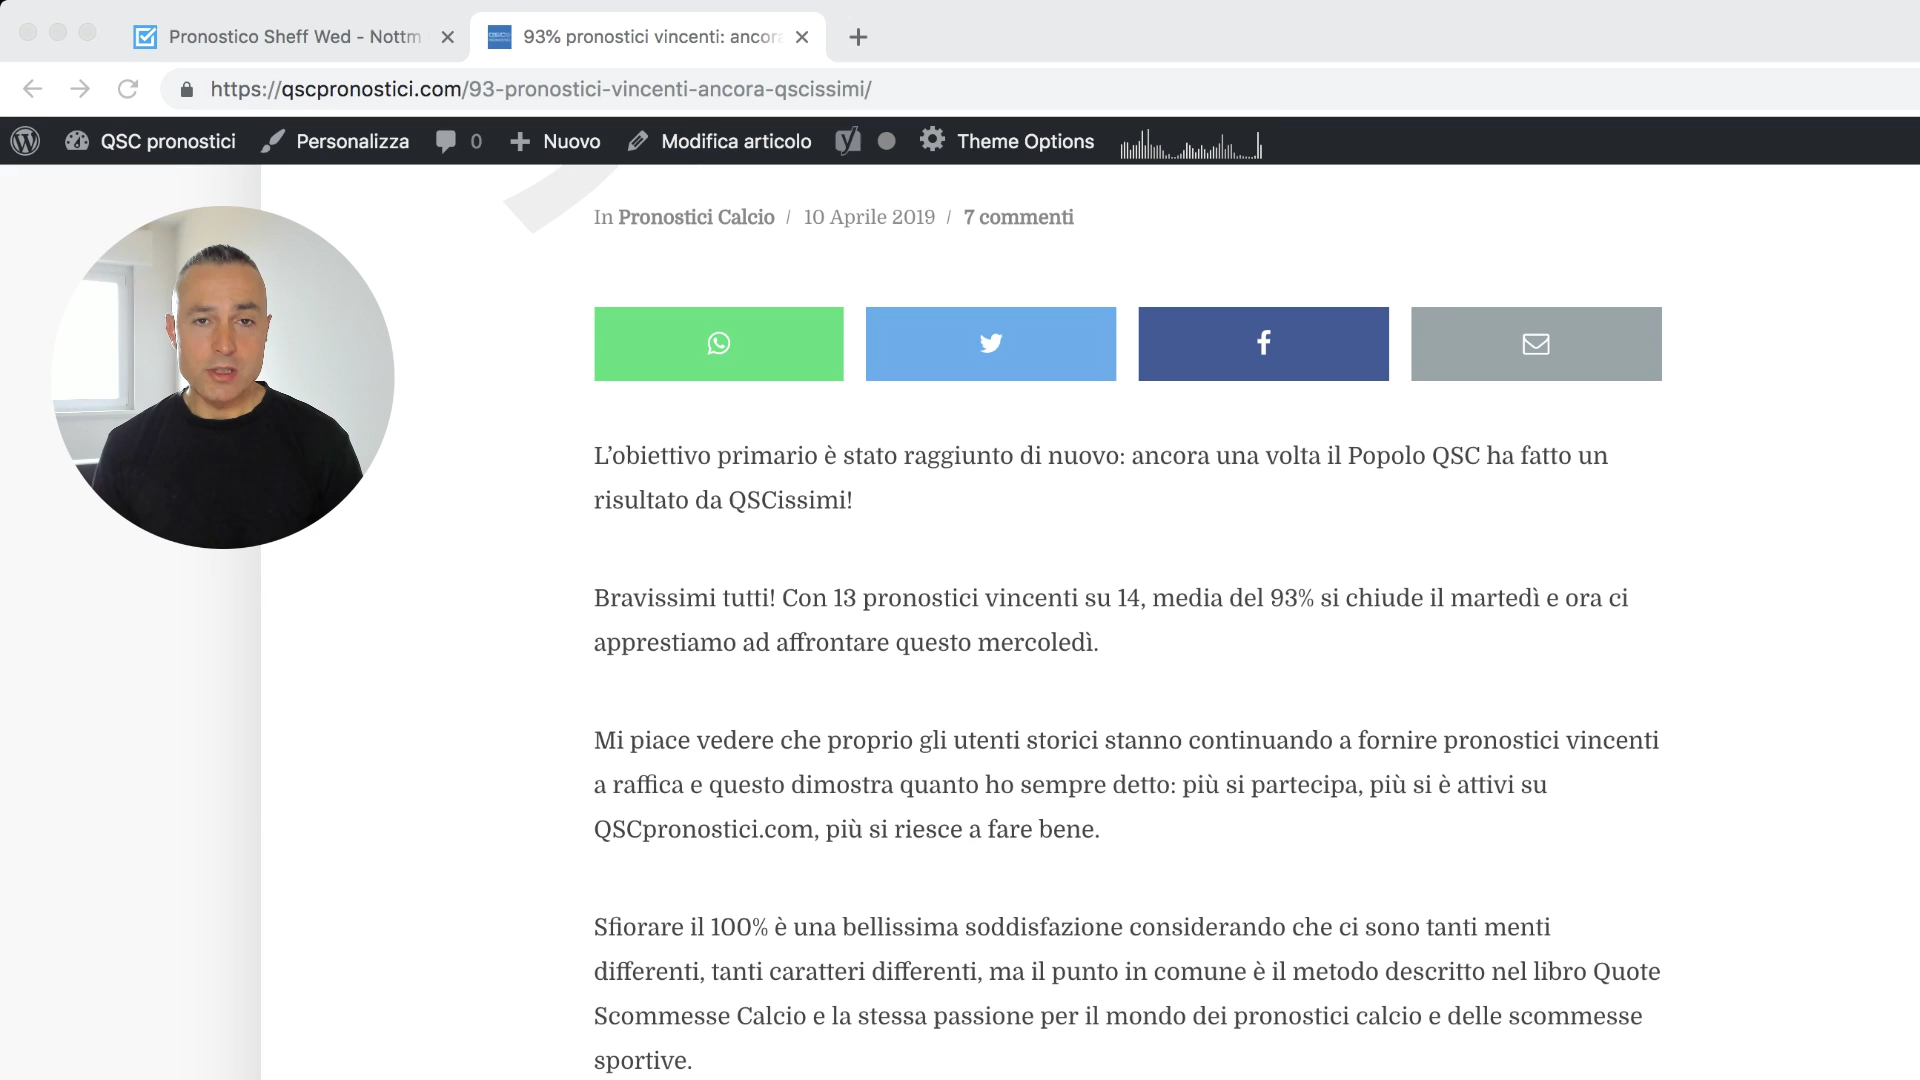 Pronostico Sheff Wed - Nottm
93% pronostici vincenti: ancora
https://qscpronostici.com/93-pronostici-vincenti-ancora-qscissimi/
QSC pronostici Personalizza 0 Nuovo Modifica articolo Theme Options
In Pronostici Calcio / 10 Aprile 2019 / 7 commenti
L’obiettivo primario è stato raggiunto di nuovo: ancora una volta il Popolo QSC ha fatto un
risultato da QSCissimi!
Bravissimi tutti! Con 13 pronostici vincenti su 14, media del 93% si chiude il martedì e ora ci
apprestiamo ad affrontare questo mercoledì.
Mi piace vedere che proprio gli utenti storici stanno continuando a fornire pronostici vincenti
a raffica e questo dimostra quanto ho sempre detto: più si partecipa, più si è attivi su
QSCpronostici.com, più si riesce a fare bene.
Sfiorare il 100% è una bellissima soddisfazione considerando che ci sono tanti menti
differenti, tanti caratteri differenti, ma il punto in comune è il metodo descritto nel libro Quote
Scommesse Calcio e la stessa passione per il mondo dei pronostici calcio e delle scommesse
sportive.